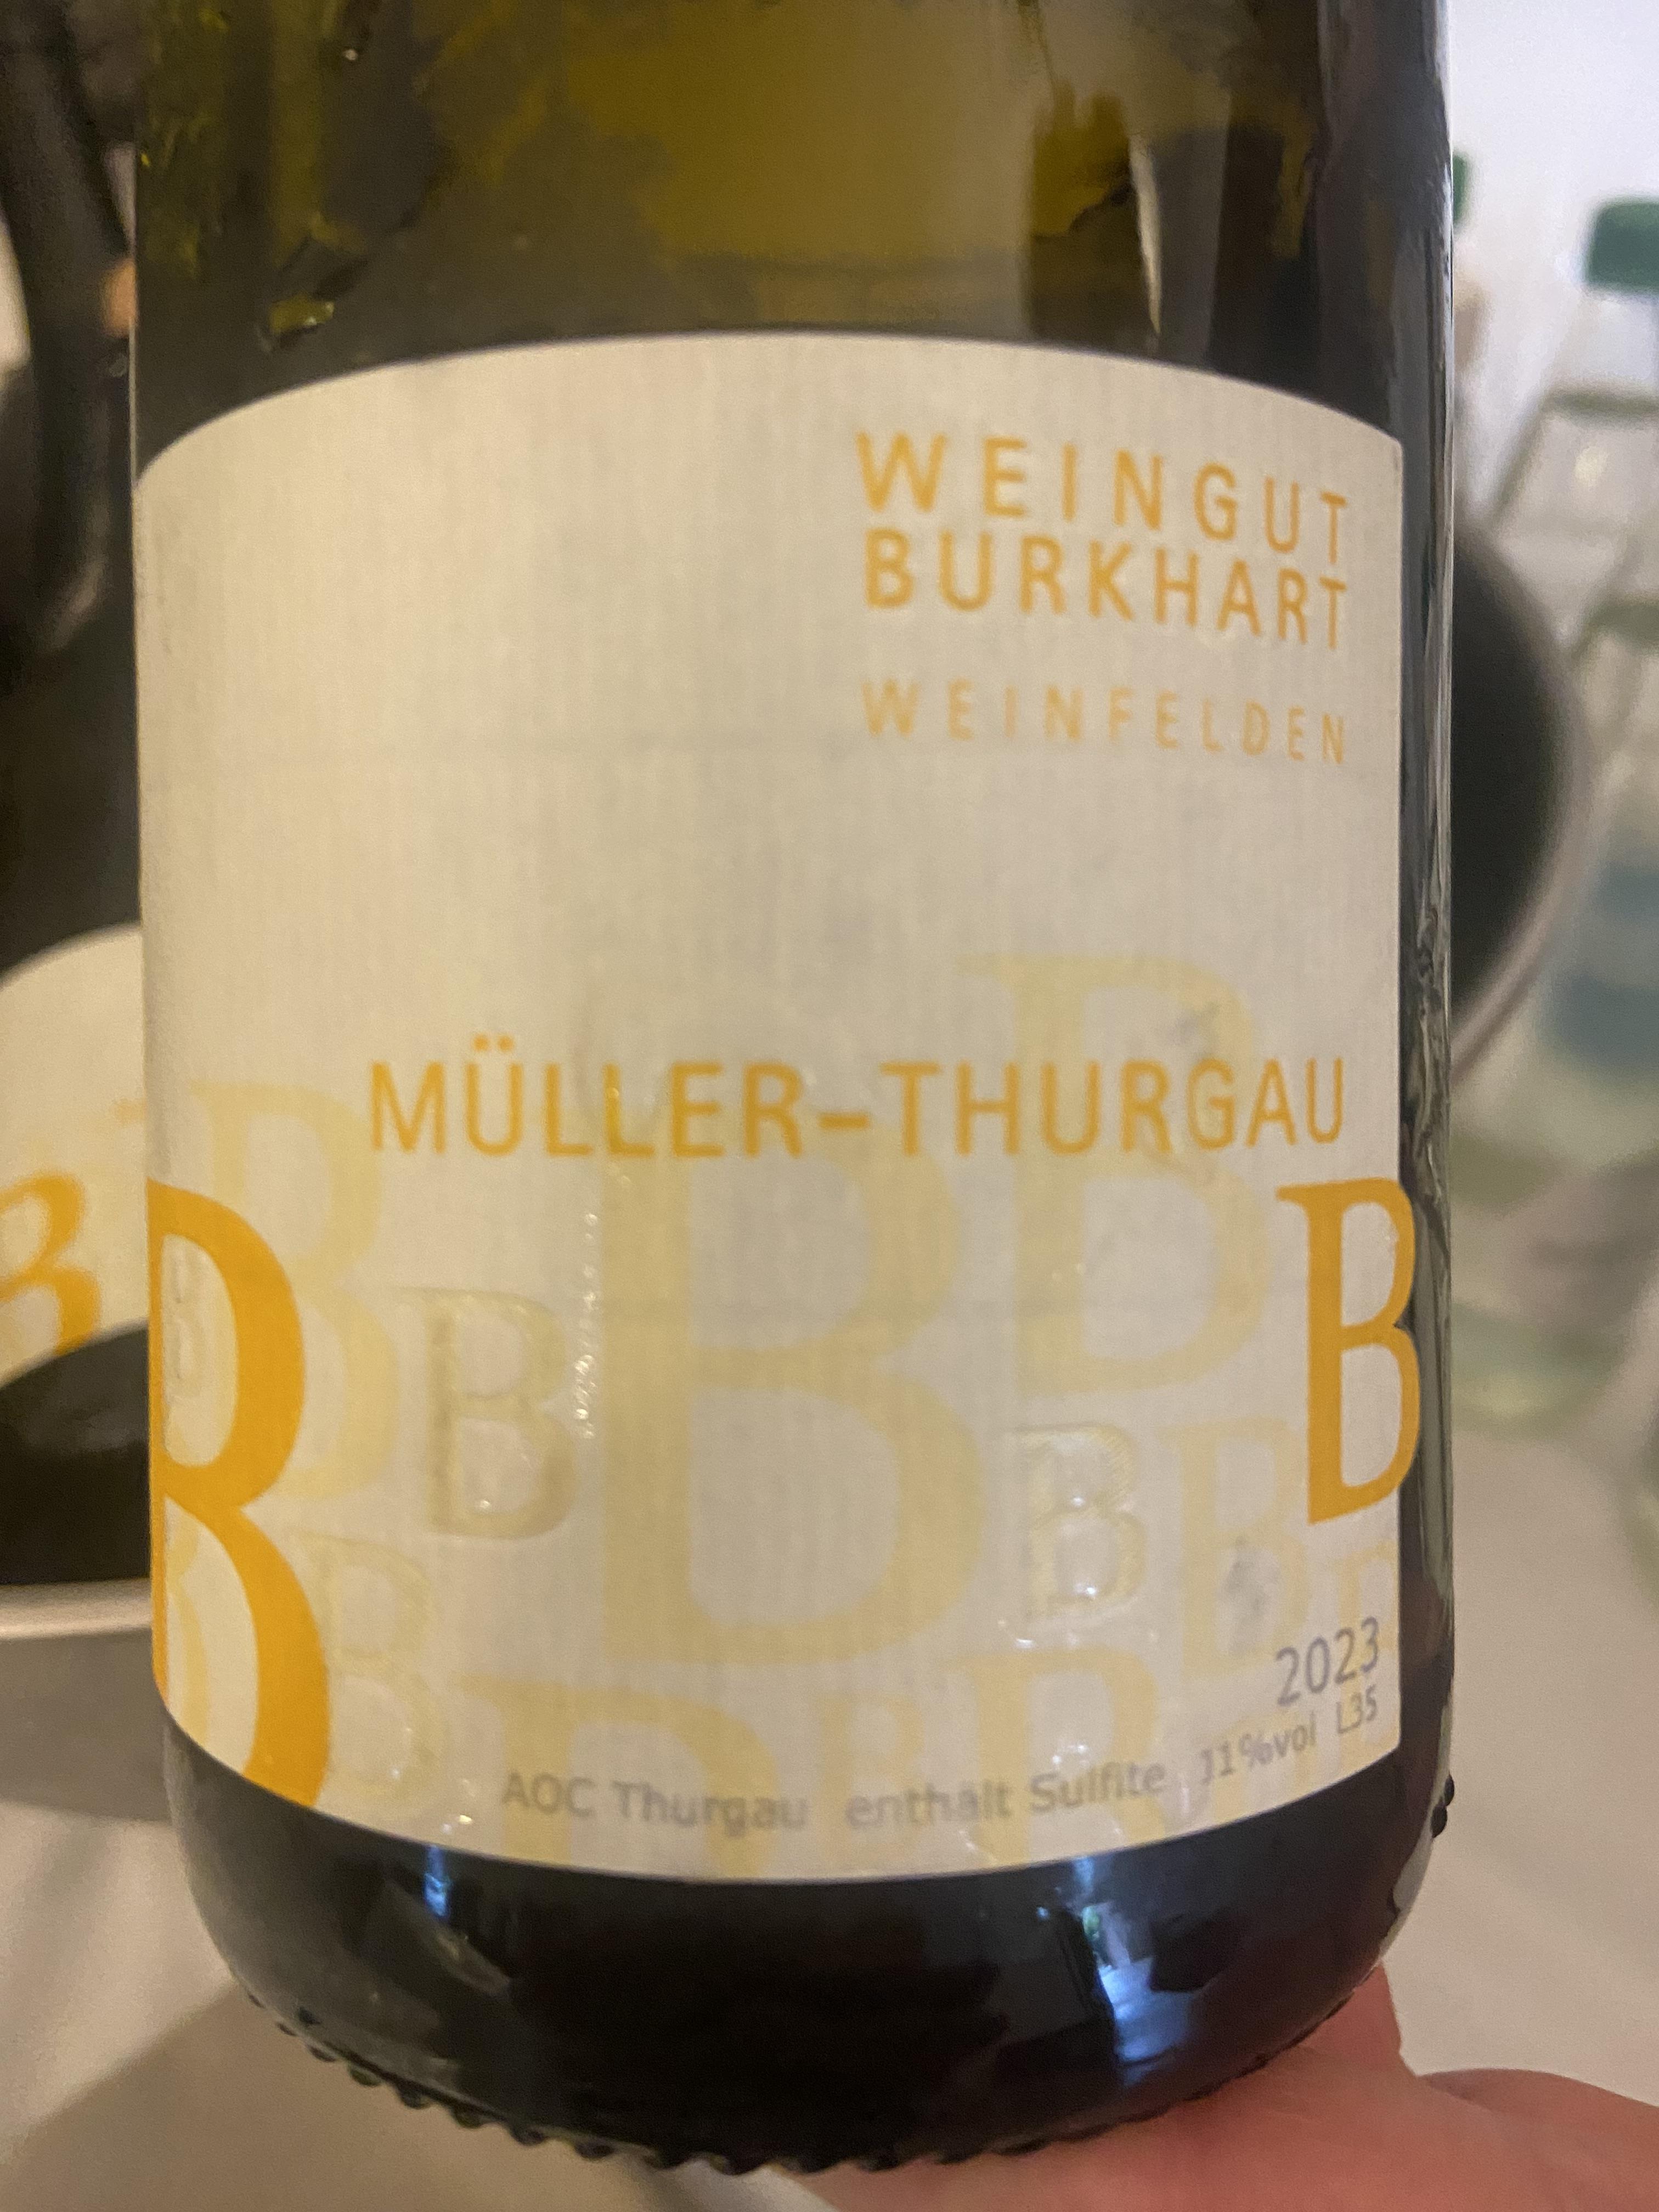 WEINGUT
BURKHART
WEINFELDEN
MÜLLER-THURGAU
B
B
B
B
B
B
B
B
B
2023
AOC Thurgau enthält Sulfite 11%vol L35